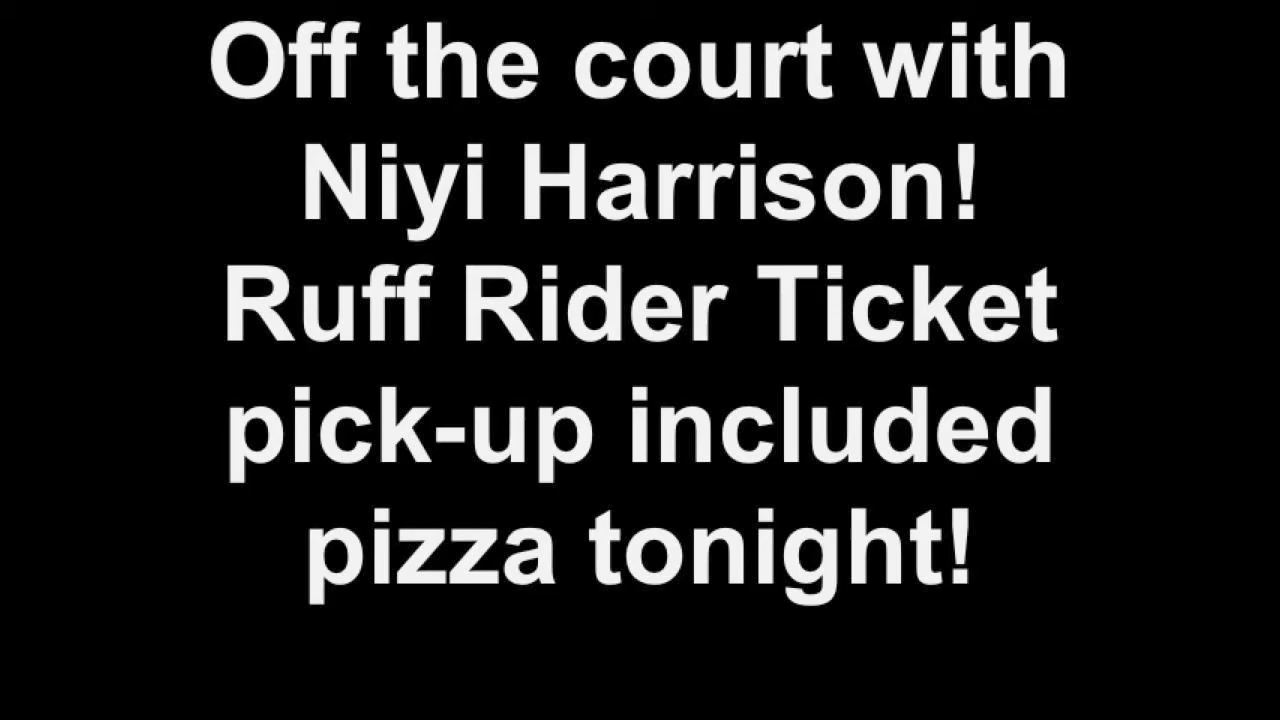 Off the court with
Niyi Harrison!
Ruff Rider Ticket
pick-up included
pizza tonight!